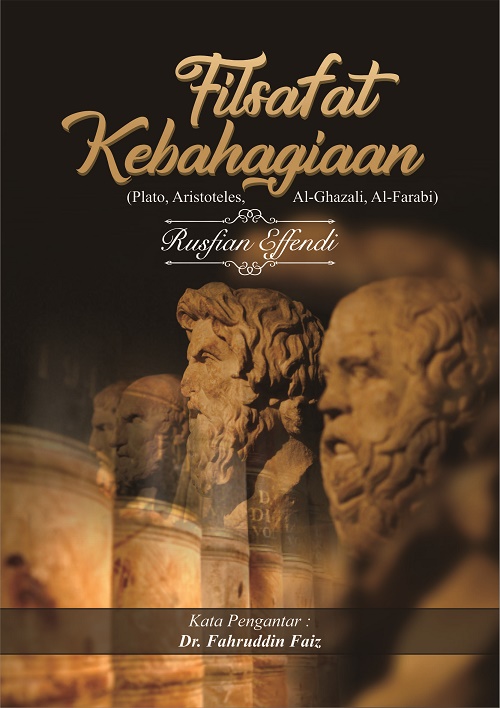 Filsafat
Kebahagiaan
(Plato, Aristoteles, Al-Ghazali, Al-Farabi)
Rusfian Effendi
Kata Pengantar :
Dr. Fahruddin Faiz